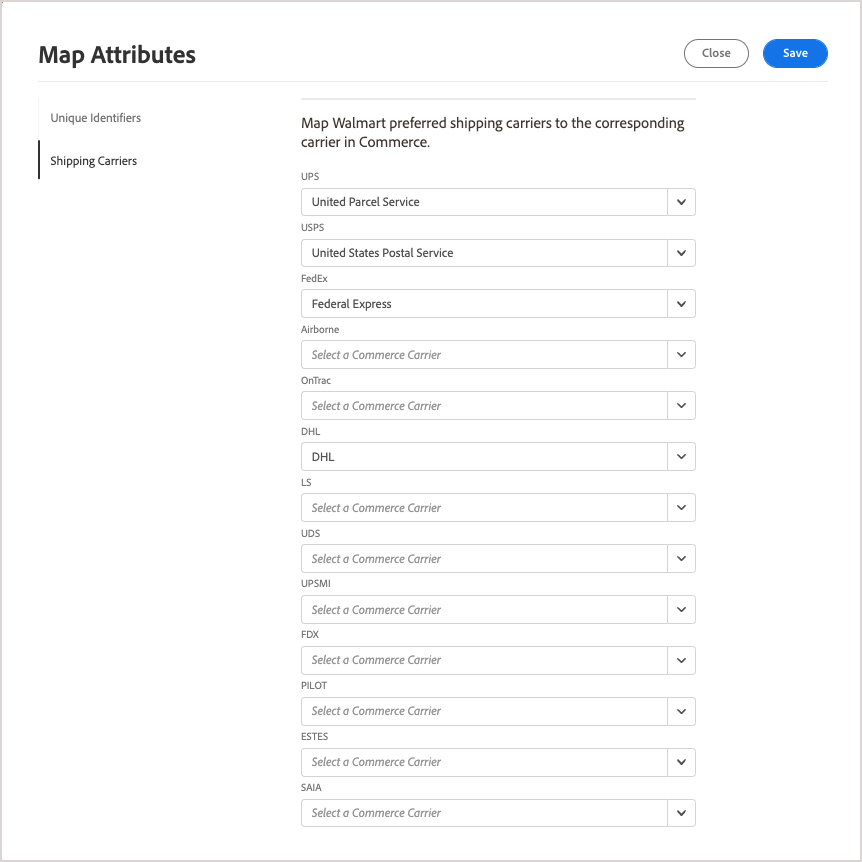 Map Attributes
Close
Save
Unique Identifiers
Shipping Carriers
Map Walmart preferred shipping carriers to the corresponding
carrier in Commerce.
UPS
United Parcel Service
USPS
United States Postal Service
FedEx
Federal Express
Airborne
Select a Commerce Carrier
OnTrac
Select a Commerce Carrier
DHL
DHL
LS
Select a Commerce Carrier
UDS
Select a Commerce Carrier
UPSMI
Select a Commerce Carrier
FDX
Select a Commerce Carrier
PILOT
Select a Commerce Carrier
ESTES
Select a Commerce Carrier
SAIA
Select a Commerce Carrier